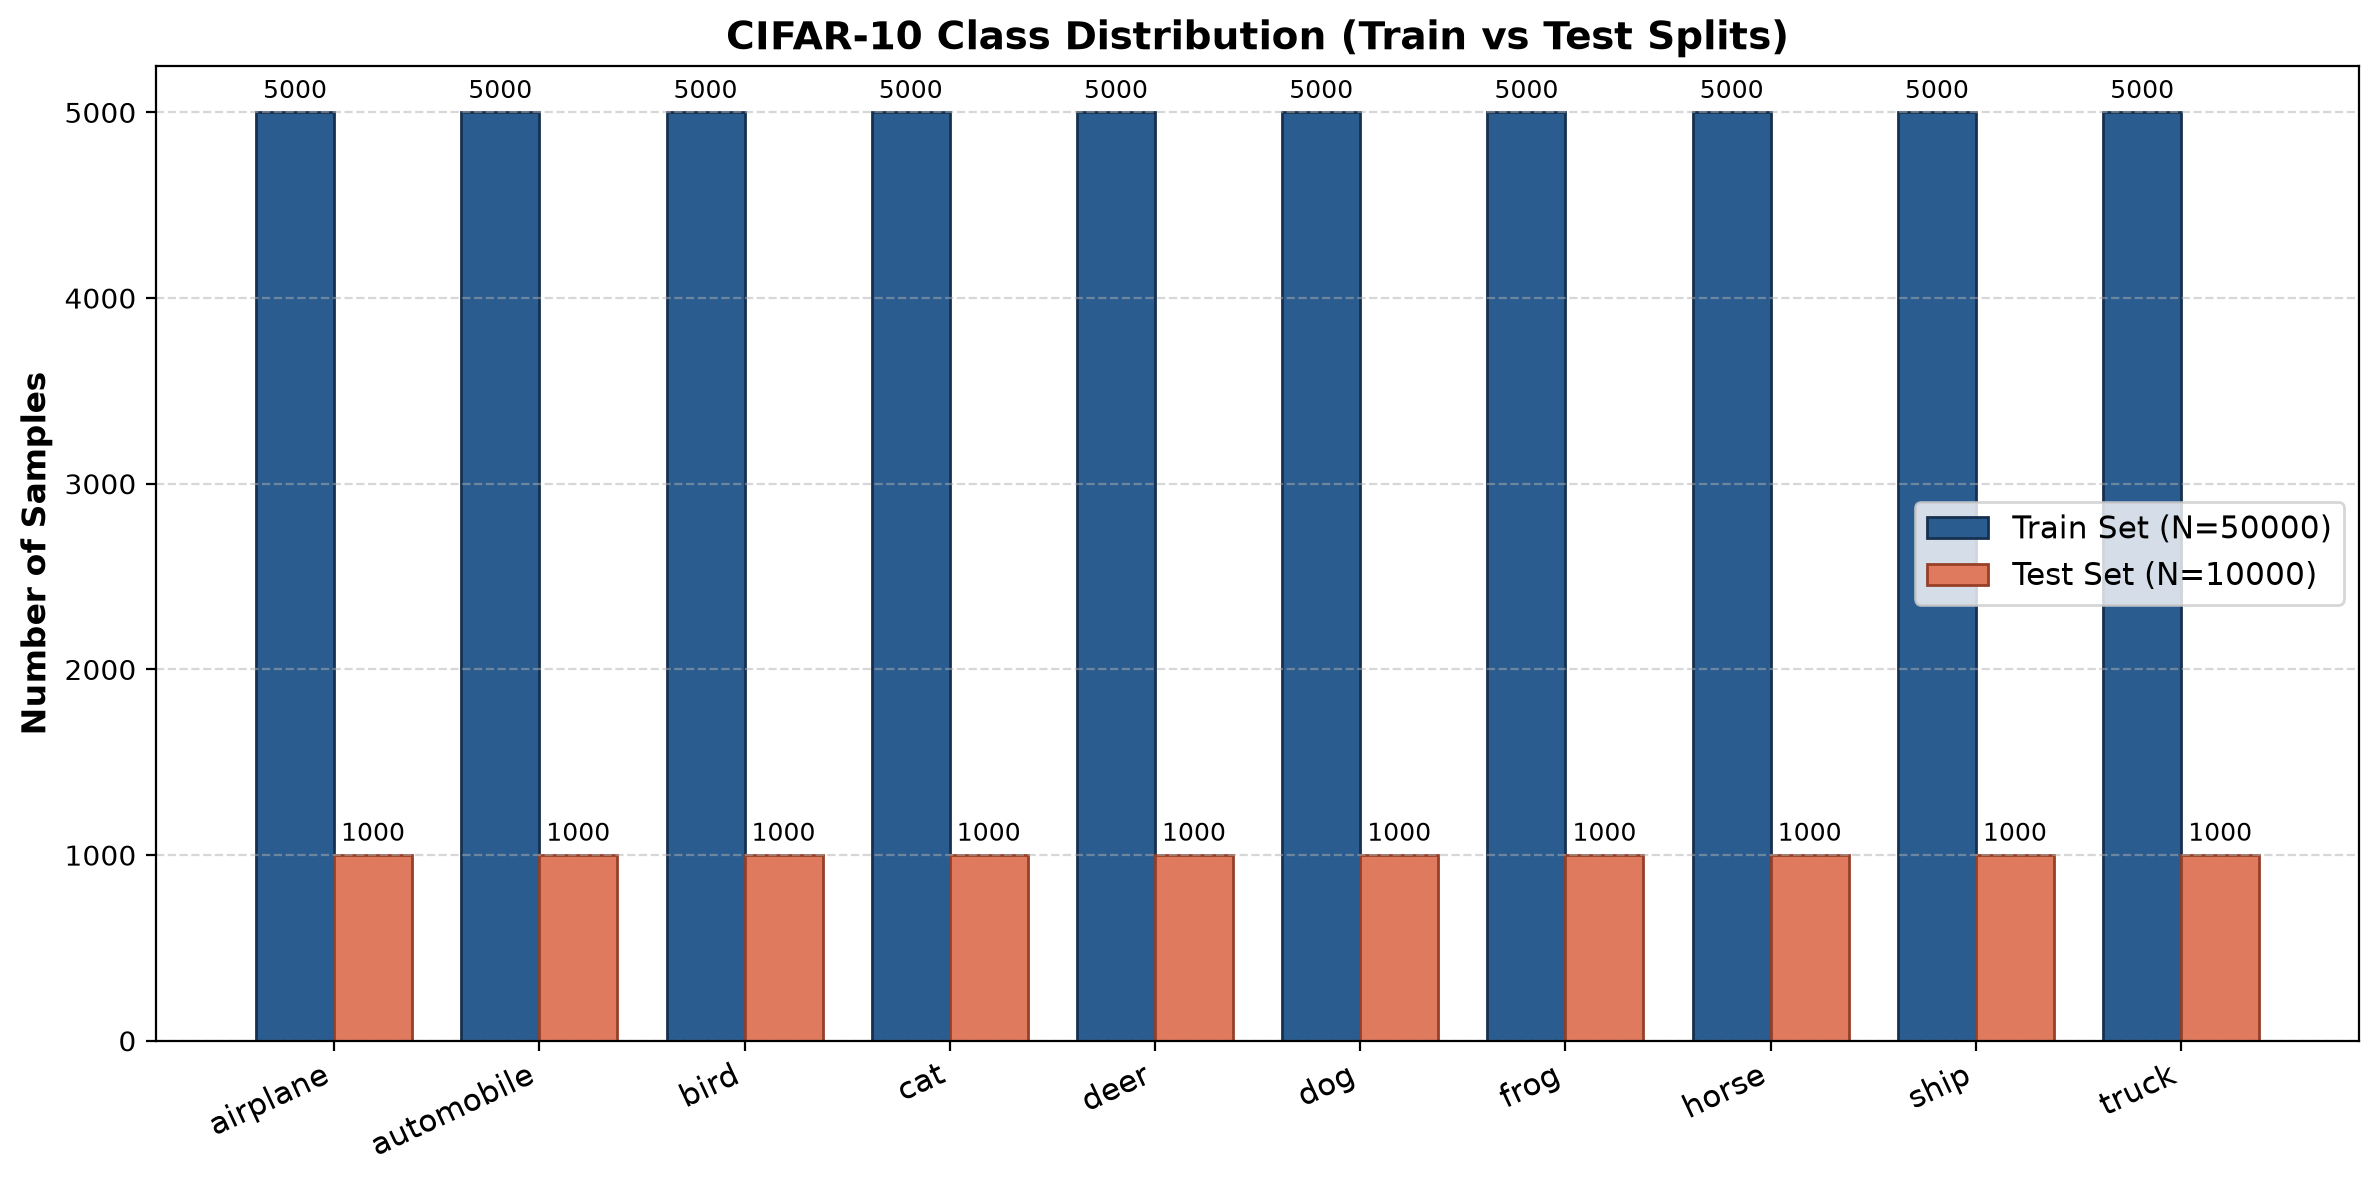 CIFAR-10 Class Distribution (Train vs Test Splits)
5000 5000 5000 5000 5000 5000 5000 5000 5000 5000
5000
4000
3000
2000
1000
0
Number of Samples
Train Set (N=50000)
Test Set (N=10000)
1000 1000 1000 1000 1000 1000 1000 1000 1000 1000
airplane automobile bird cat deer dog frog horse ship truck